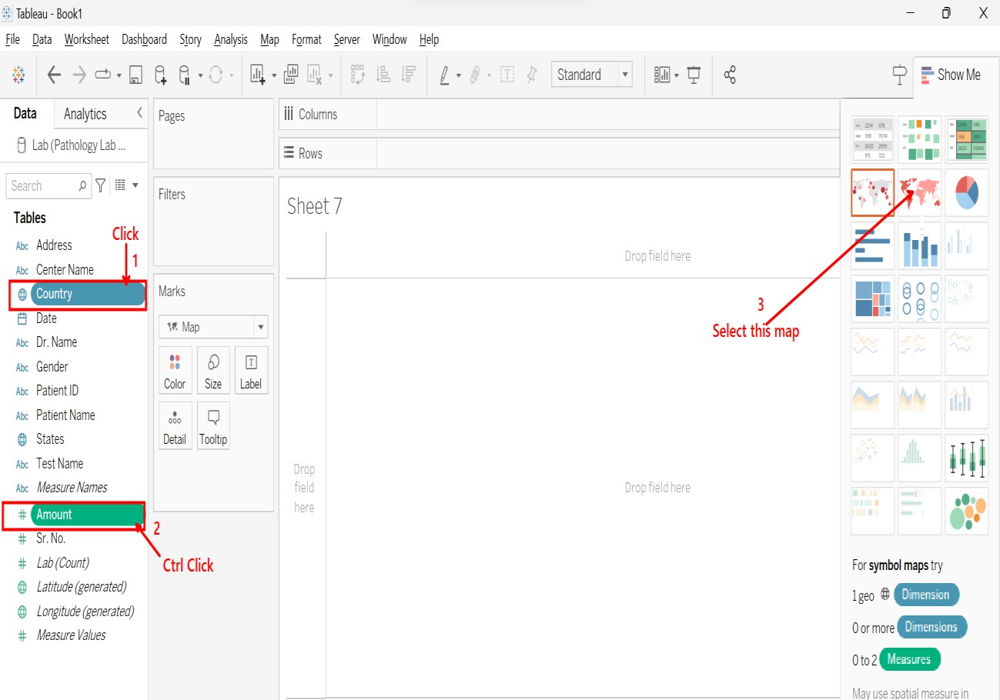 Tableau - Book1
File Data Worksheet Dashboard Story Analysis Map Format Server Window Help
Standard
Show Me
Data Analytics
Lab (Pathology Lab ...
Search
Tables
Click
1
Abc Address
Abc Center Name
Country
Date
Abc Dr. Name
Abc Gender
Abc Patient ID
Abc Patient Name
States
Abc Test Name
Abc Measure Names
# Amount
2
# Sr. No.
Ctrl Click
# Lab (Count)
Latitude (generated)
Longitude (generated)
# Measure Values
Pages
Filters
Marks
Map
Color Size Label
Detail Tooltip
Columns
Rows
Sheet 7
Drop field here
Drop
field
here
Drop field here
3
Select this map
For symbol maps try
1 geo Dimension
0 or more Dimensions
0 to 2 Measures
May use spatial measure in